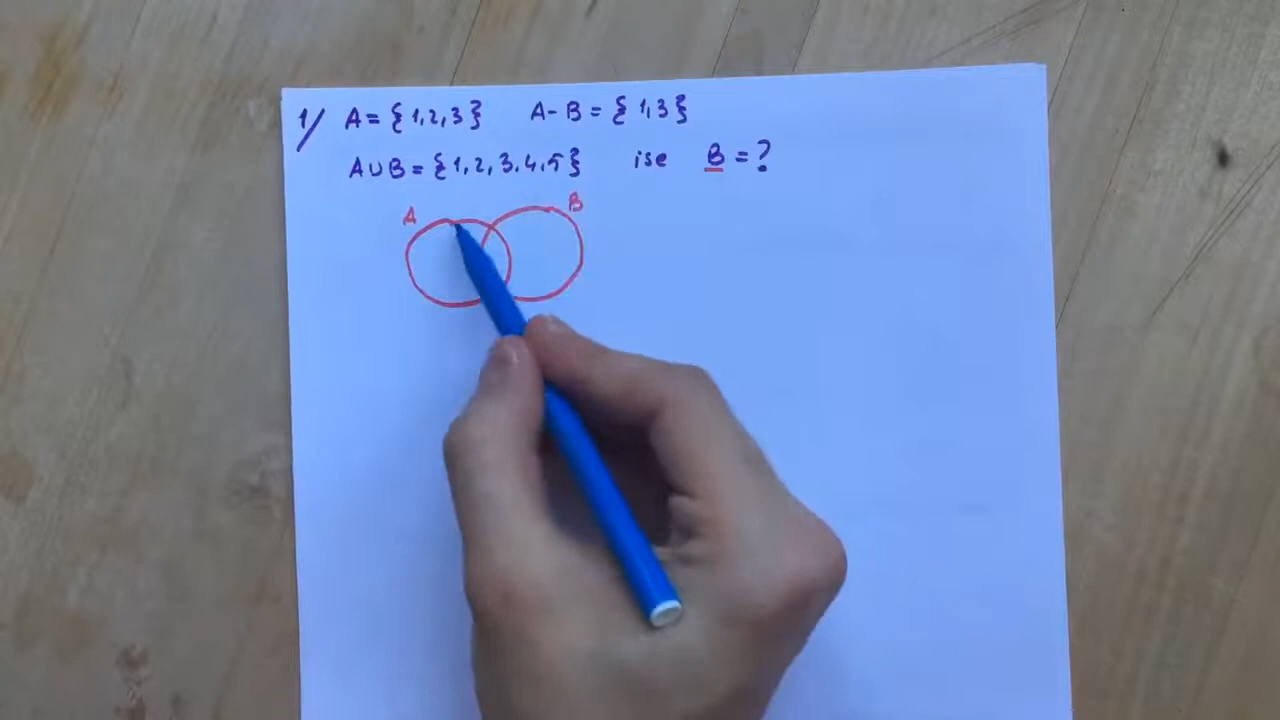 1/ A = {1,2,3} A - B = {1,3}
A∪B = {1,2,3,4,5} ise B = ?
A B